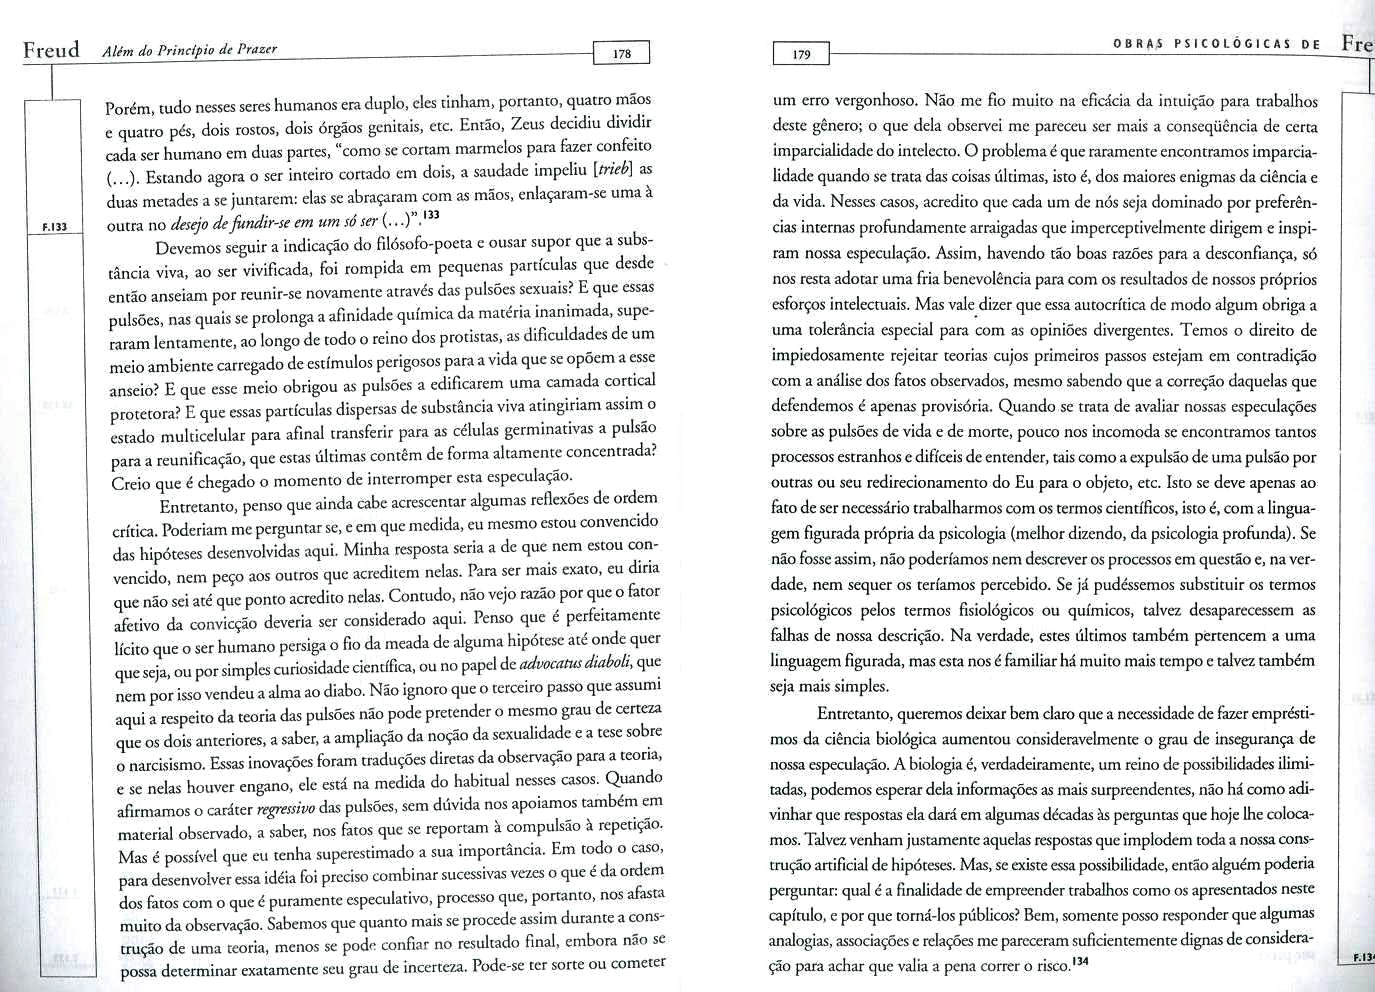 Freud Além do Princípio de Prazer 178
Porém, tudo nesses seres humanos era duplo, eles tinham, portanto, quatro mãos
e quatro pés, dois rostos, dois órgãos genitais, etc. Então, Zeus decidiu dividir
cada ser humano em duas partes, “como se cortam marmelos para fazer confeito
(...). Estando agora o ser inteiro cortado em dois, a saudade impeliu [trieb] as
duas metades a se juntarem: elas se abraçaram com as mãos, enlaçaram-se uma à
outra no desejo de fundir-se em um só ser (...)”.133
F.133
Devemos seguir a indicação do filósofo-poeta e ousar supor que a subs-
tância viva, ao ser vivificada, foi rompida em pequenas partículas que desde
então anseiam por reunir-se novamente através das pulsões sexuais? E que essas
pulsões, nas quais se prolonga a afinidade química da matéria inanimada, supe-
raram lentamente, ao longo de todo o reino dos protistas, as dificuldades de um
meio ambiente carregado de estímulos perigosos para a vida que se opõem a esse
anseio? E que esse meio obrigou as pulsões a edificarem uma camada cortical
protetora? E que essas partículas dispersas de substância viva atingiriam assim o
estado multicelular para afinal transferir para as células germinativas a pulsão
para a reunificação, que estas últimas contêm de forma altamente concentrada?
Creio que é chegado o momento de interromper esta especulação.
Entretanto, penso que ainda cabe acrescentar algumas reflexões de ordem
crítica. Poderiam me perguntar se, e em que medida, eu mesmo estou convencido
das hipóteses desenvolvidas aqui. Minha resposta seria a de que nem estou con-
vencido, nem peço aos outros que acreditem nelas. Para ser mais exato, eu diria
que não sei até que ponto acredito nelas. Contudo, não vejo razão por que o fator
afetivo da convicção deveria ser considerado aqui. Penso que é perfeitamente
lícito que o ser humano persiga o fio da meada de alguma hipótese até onde quer
que seja, ou por simples curiosidade científica, ou no papel de advocatus diaboli, que
nem por isso vendeu a alma ao diabo. Não ignoro que o terceiro passo que assumi
aqui a respeito da teoria das pulsões não pode pretender o mesmo grau de certeza
que os dois anteriores, a saber, a ampliação da noção da sexualidade e a tese sobre
o narcisismo. Essas inovações foram traduções diretas da observação para a teoria,
e se nelas houver engano, ele está na medida do habitual nesses casos. Quando
afirmamos o caráter regressivo das pulsões, sem dúvida nos apoiamos também em
material observado, a saber, nos fatos que se reportam à compulsão à repetição.
Mas é possível que eu tenha superestimado a sua importância. Em todo o caso,
para desenvolver essa idéia foi preciso combinar sucessivas vezes o que é da ordem
dos fatos com o que é puramente especulativo, processo que, portanto, nos afasta
muito da observação. Sabemos que quanto mais se procede assim durante a cons-
trução de uma teoria, menos se pode confiar no resultado final, embora não se
possa determinar exatamente seu grau de incerteza. Pode-se ter sorte ou cometer
179 OBRAS PSICOLÓGICAS DE Fre
um erro vergonhoso. Não me fio muito na eficácia da intuição para trabalhos
deste gênero; o que dela observei me pareceu ser mais a conseqüência de certa
imparcialidade do intelecto. O problema é que raramente encontramos imparcia-
lidade quando se trata das coisas últimas, isto é, dos maiores enigmas da ciência e
da vida. Nesses casos, acredito que cada um de nós seja dominado por preferên-
cias internas profundamente arraigadas que imperceptivelmente dirigem e inspi-
ram nossa especulação. Assim, havendo tão boas razões para a desconfiança, só
nos resta adotar uma fria benevolência para com os resultados de nossos próprios
esforços intelectuais. Mas vale dizer que essa autocrítica de modo algum obriga a
uma tolerância especial para com as opiniões divergentes. Temos o direito de
impiedosamente rejeitar teorias cujos primeiros passos estejam em contradição
com a análise dos fatos observados, mesmo sabendo que a correção daquelas que
defendemos é apenas provisória. Quando se trata de avaliar nossas especulações
sobre as pulsões de vida e de morte, pouco nos incomoda se encontramos tantos
processos estranhos e difíceis de entender, tais como a expulsão de uma pulsão por
outras ou seu redirecionamento do Eu para o objeto, etc. Isto se deve apenas ao
fato de ser necessário trabalharmos com os termos científicos, isto é, com a lingua-
gem figurada própria da psicologia (melhor dizendo, da psicologia profunda). Se
não fosse assim, não poderíamos nem descrever os processos em questão e, na ver-
dade, nem sequer os teríamos percebido. Se já pudéssemos substituir os termos
psicológicos pelos termos fisiológicos ou químicos, talvez desaparecessem as
falhas de nossa descrição. Na verdade, estes últimos também pertencem a uma
linguagem figurada, mas esta nos é familiar há muito mais tempo e talvez também
seja mais simples.
Entretanto, queremos deixar bem claro que a necessidade de fazer emprésti-
mos da ciência biológica aumentou consideravelmente o grau de insegurança de
nossa especulação. A biologia é, verdadeiramente, um reino de possibilidades ilimi-
tadas, podemos esperar dela informações as mais surpreendentes, não há como adi-
vinhar que respostas ela dará em algumas décadas às perguntas que hoje lhe coloca-
mos. Talvez venham justamente aquelas respostas que implodem toda a nossa cons-
trução artificial de hipóteses. Mas, se existe essa possibilidade, então alguém poderia
perguntar: qual é a finalidade de empreender trabalhos como os apresentados neste
capítulo, e por que torná-los públicos? Bem, somente posso responder que algumas
analogias, associações e relações me pareceram suficientemente dignas de considera-
ção para achar que valia a pena correr o risco.134
F.134